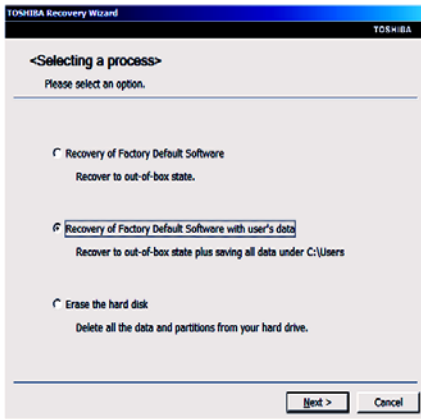 TOSHIBA Recovery Wizard
TOSHIBA
<Selecting a process>
Please select an option.
Recovery of Factory Default Software
Recover to out-of-box state.
Recovery of Factory Default Software with user's data
Recover to out-of-box state plus saving all data under C:\Users
Erase the hard disk
Delete all the data and partitions from your hard drive.
Next > Cancel